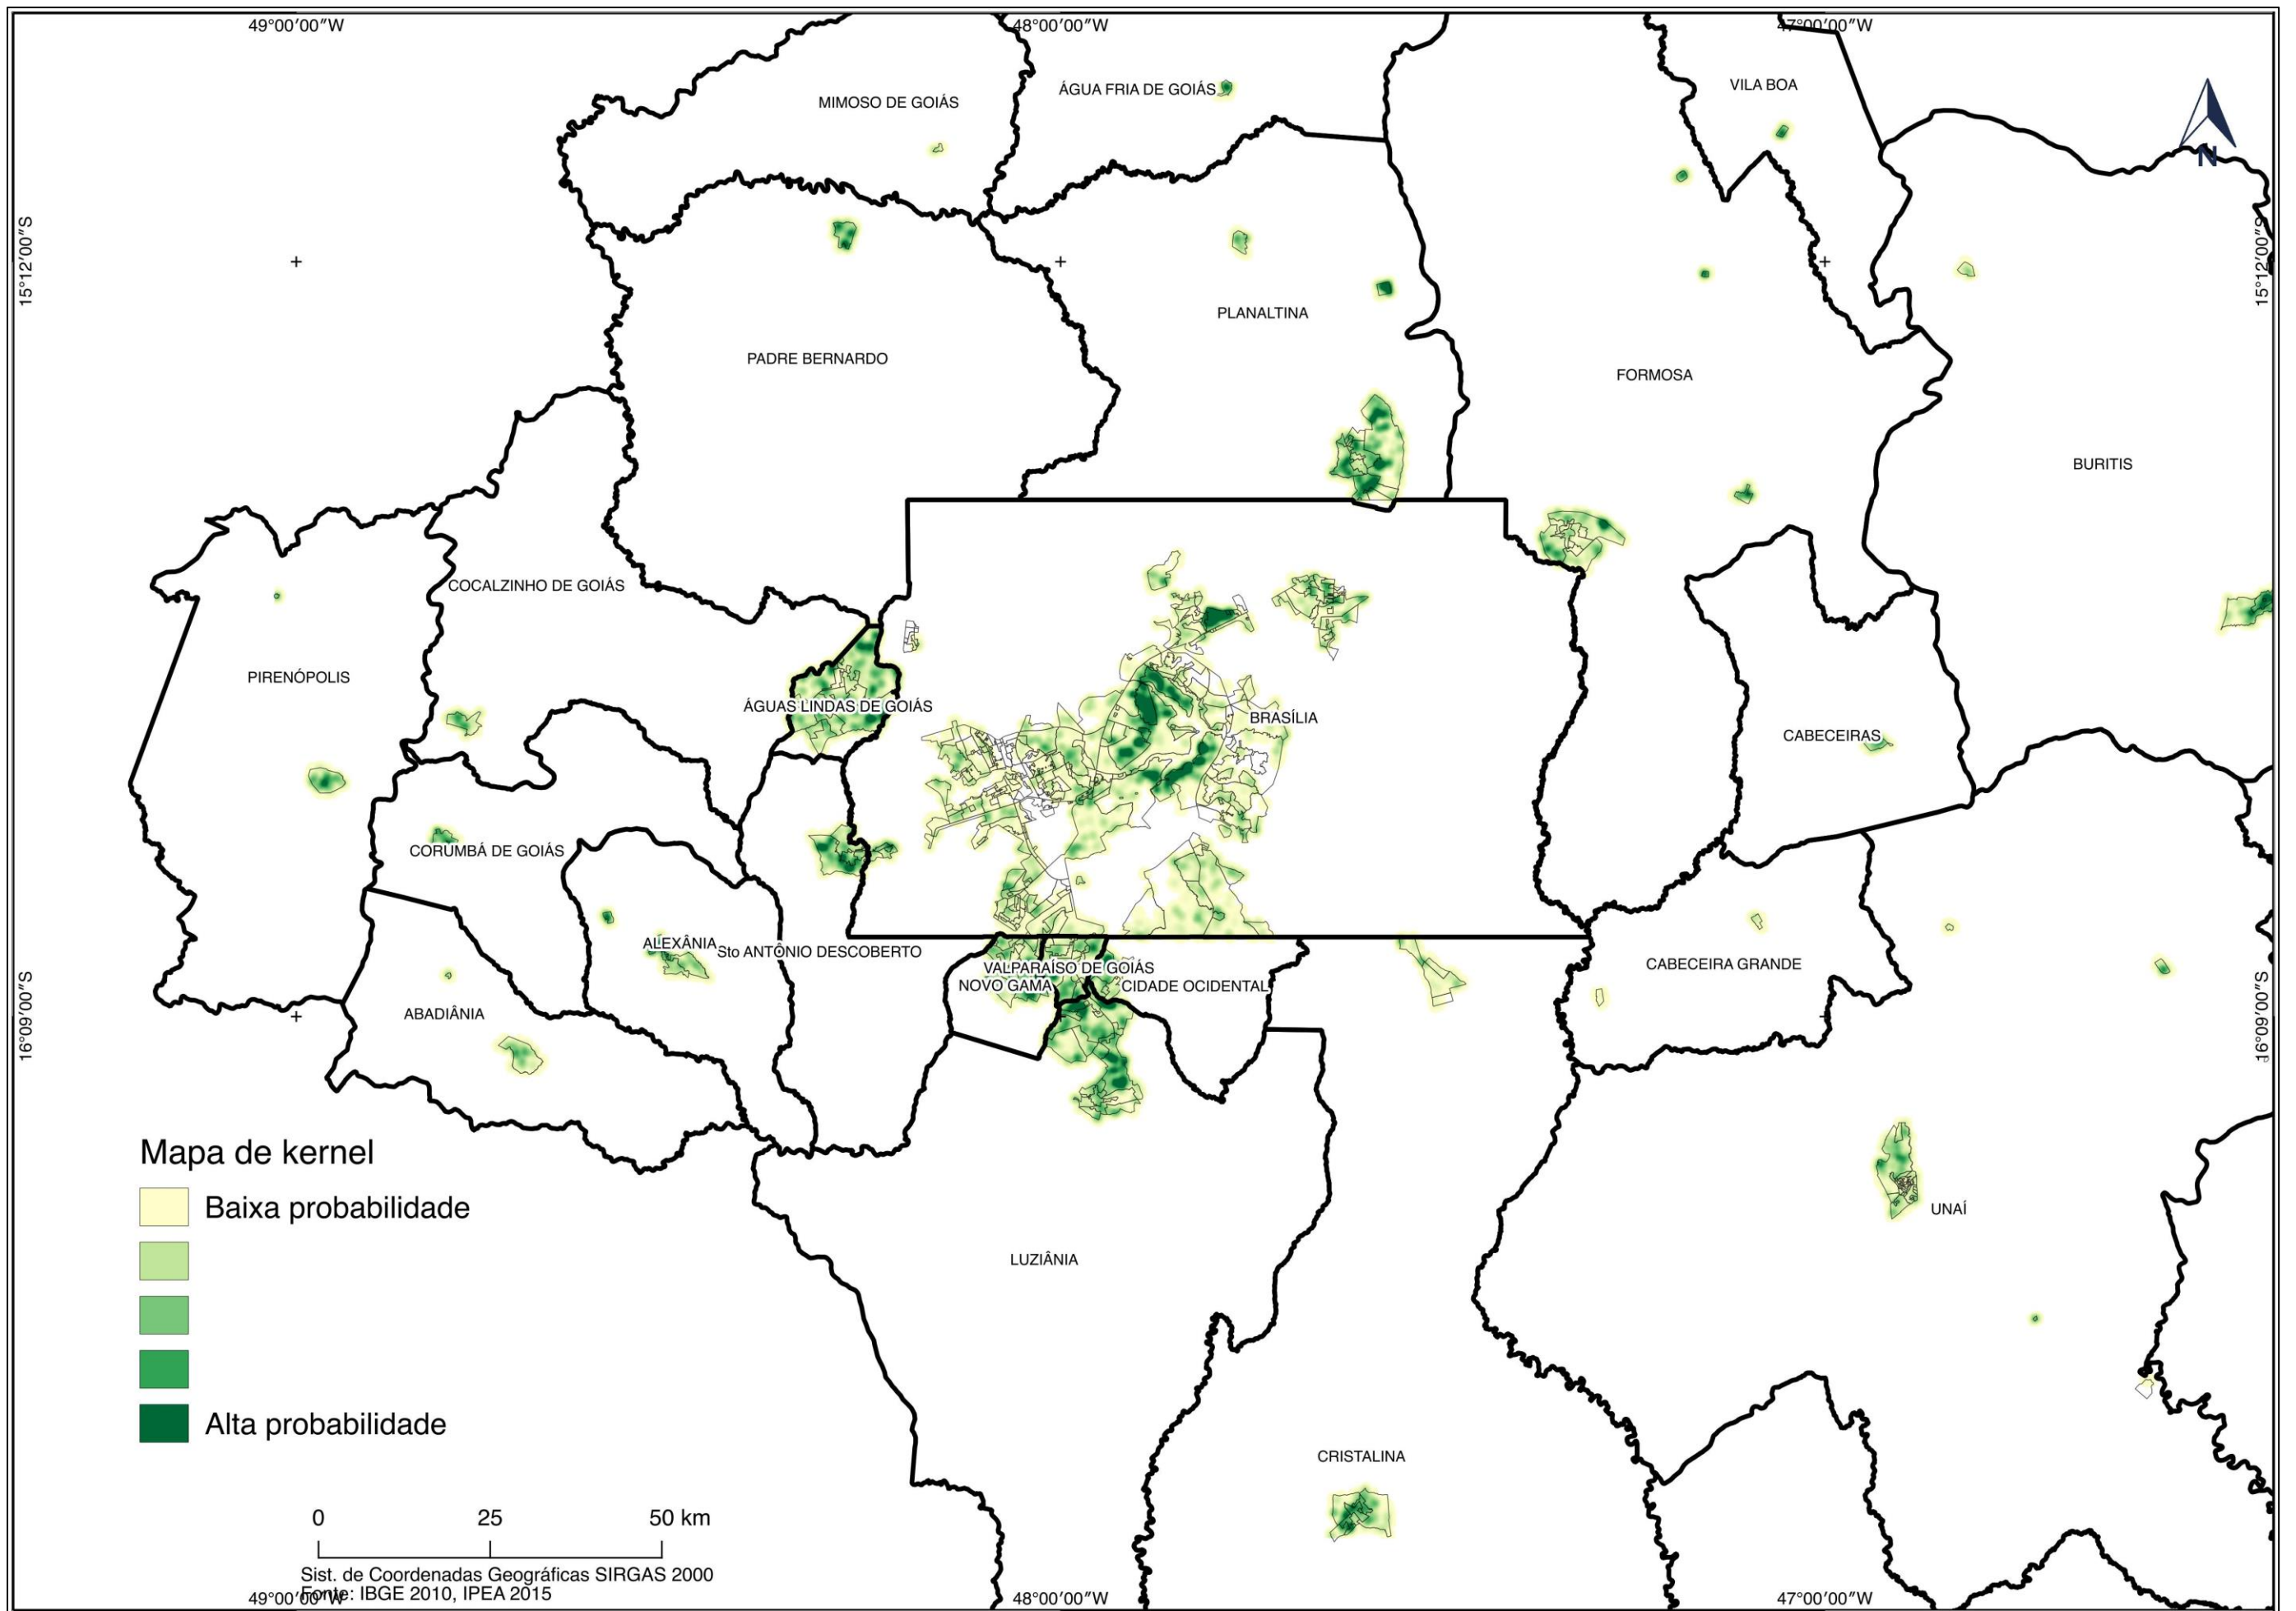 49°00′00″W
48°00′00″W
47°00′00″W
MIMOSO DE GOIÁS
ÁGUA FRIA DE GOIÁS
VILA BOA
N
15°12′00″S
15°12′00″S
PLANALTINA
PADRE BERNARDO
FORMOSA
BURITIS
COCALZINHO DE GOIÁS
PIRENÓPOLIS
ÁGUAS LINDAS DE GOIÁS
BRASÍLIA
CABECEIRAS
CORUMBÁ DE GOIÁS
ALEXÂNIA
Sto ANTÔNIO DESCOBERTO
VALPARAÍSO DE GOIÁS
CABECEIRA GRANDE
NOVO GAMA
CIDADE OCIDENTAL
16°09′00″S
16°09′00″S
ABADIÂNIA
Mapa de kernel
Baixa probabilidade
UNAÍ
LUZIÂNIA
Alta probabilidade
CRISTALINA
0 25 50 km
Sist. de Coordenadas Geográficas SIRGAS 2000
Fonte: IBGE 2010, IPEA 2015
49°00′00″W
48°00′00″W
47°00′00″W